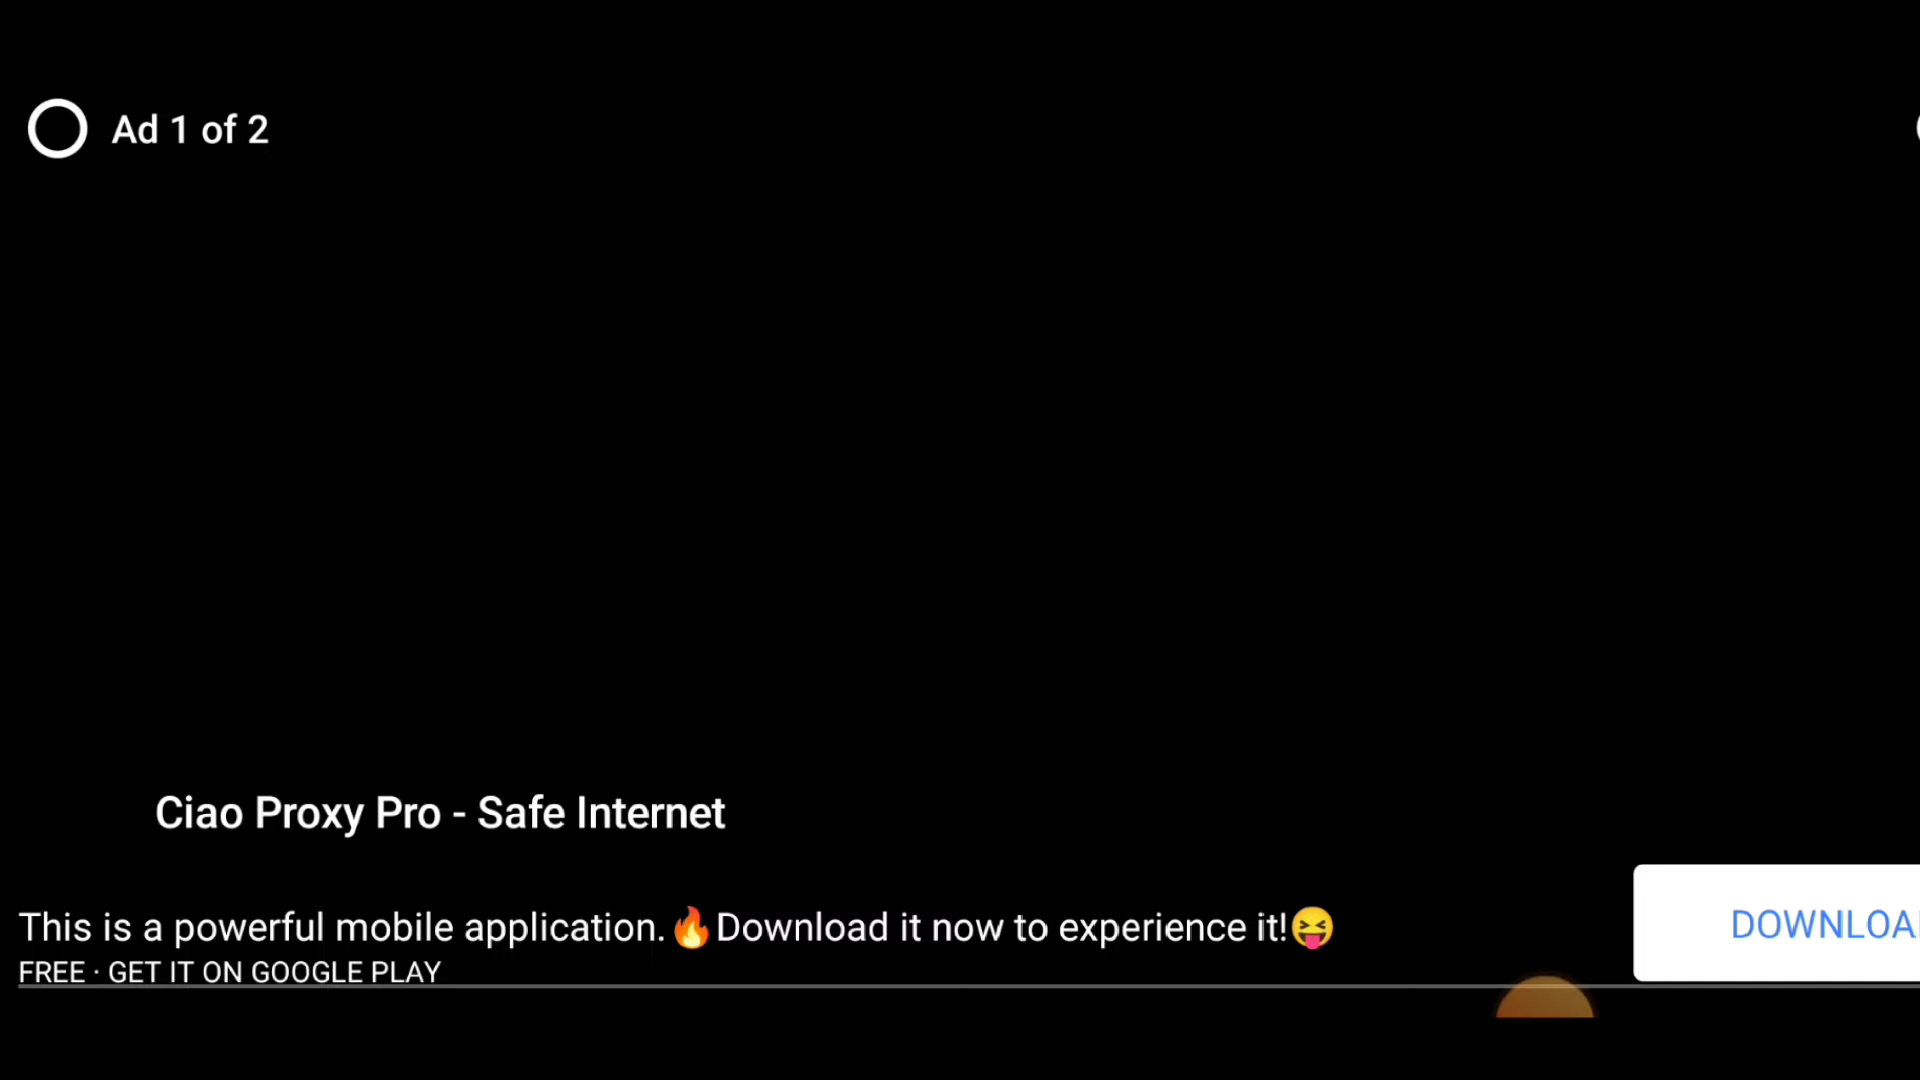 Ad 1 of 2
Ciao Proxy Pro - Safe Internet
This is a powerful mobile application.🔥Download it now to experience it!😝
FREE · GET IT ON GOOGLE PLAY
DOWNLOA